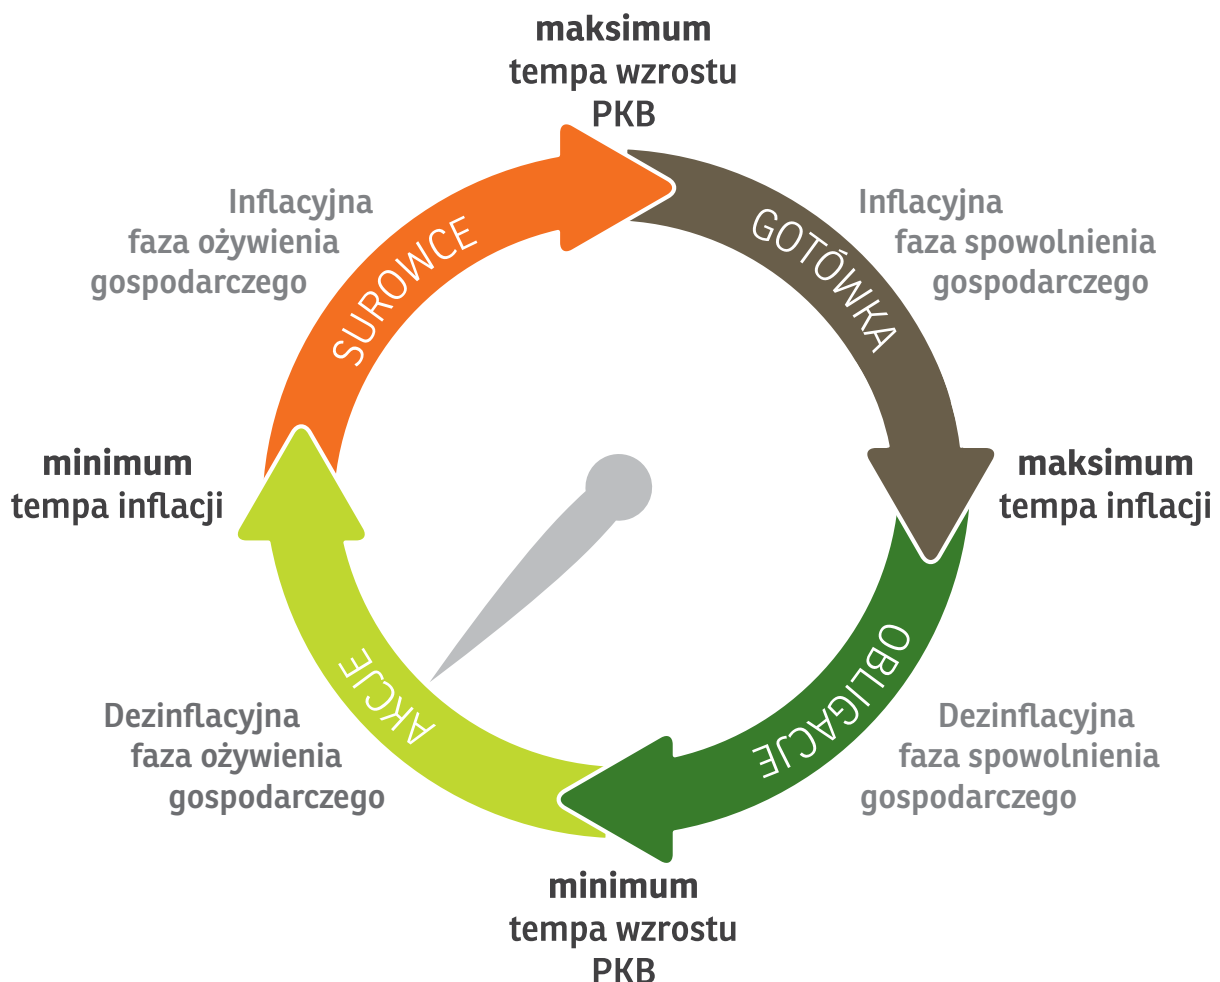 maksimum
tempa wzrostu
PKB
Inflacyjna
faza ożywienia
gospodarczego
SUROWCE
GOTÓWKA
Inflacyjna
faza spowolnienia
gospodarczego
minimum
tempa inflacji
maksimum
tempa inflacji
Dezinflacyjna
faza ożywienia
gospodarczego
AKCJE
OBLIGACJE
Dezinflacyjna
faza spowolnienia
gospodarczego
minimum
tempa wzrostu
PKB